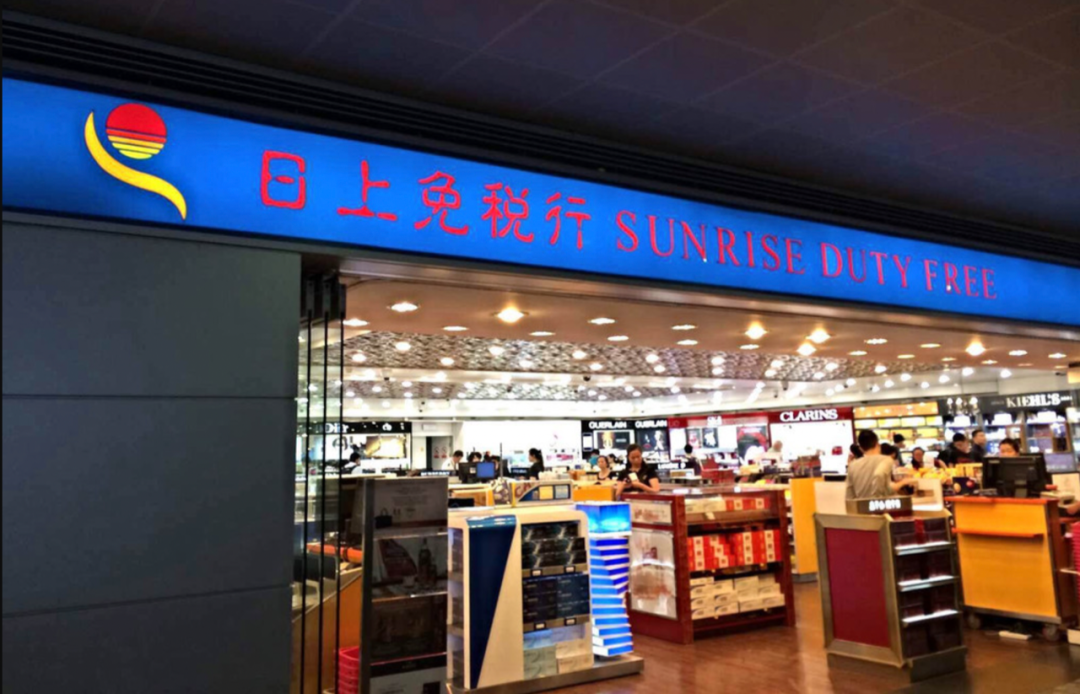 日上免税行 SUNRISE DUTY FREE
GUERLAIN
GUERLAIN
CLARINS
KIEHL'S